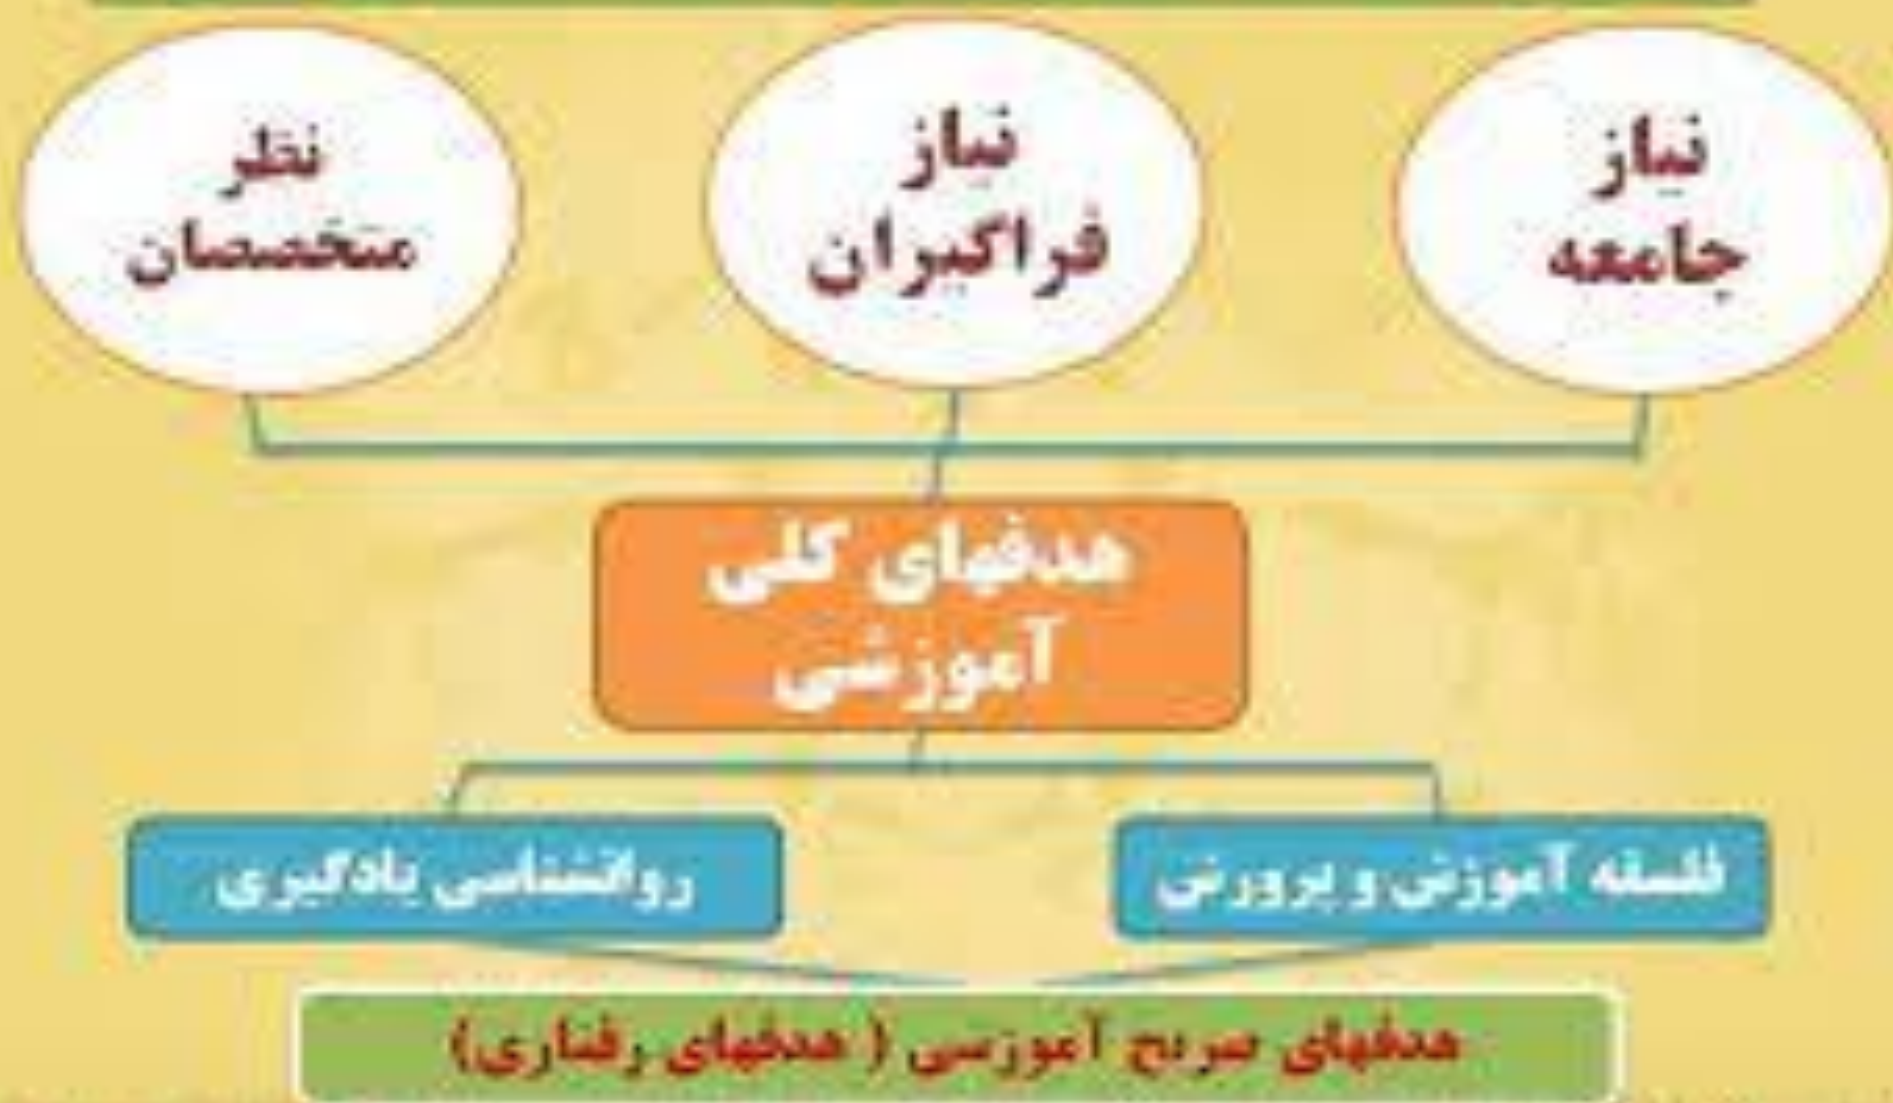 نیاز
جامعه
نیاز
فراگیران
نظر
متخصصان
هدفهای کلی
آموزشی
فلسفه آموزش و پرورش
روانشناسی یادگیری
هدفهای صریح آموزشی ( هدفهای رفتاری)